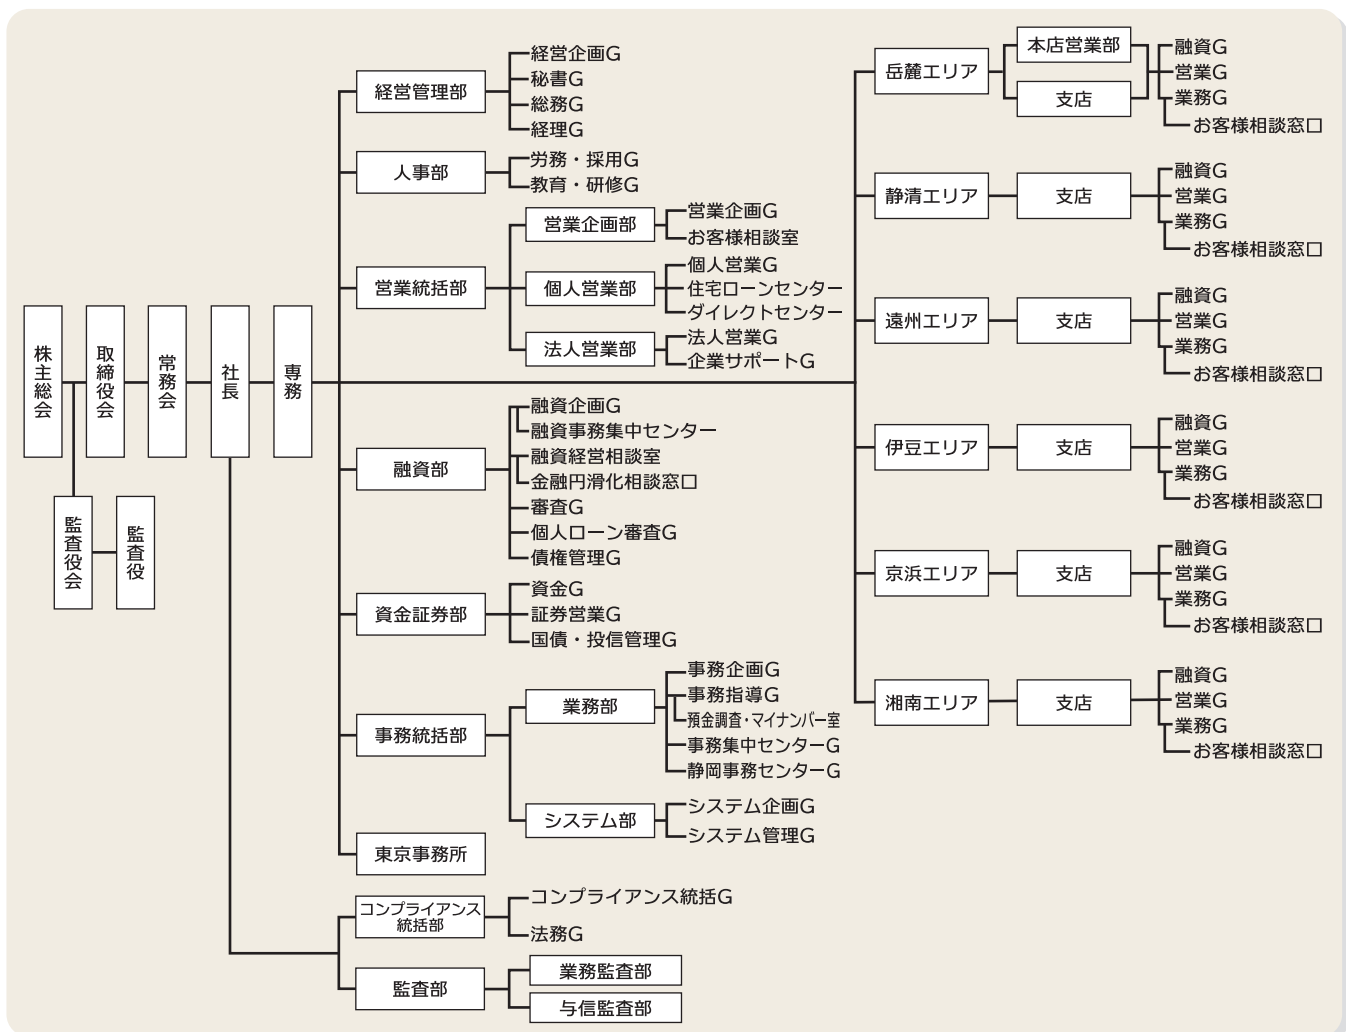 株主総会
取締役会
常務会
社長
専務
監査役会
監査役
経営管理部
経営企画G
秘書G
総務G
経理G
人事部
労務・採用G
教育・研修G
営業統括部
営業企画部
営業企画G
お客様相談室
個人営業部
個人営業G
住宅ローンセンター
ダイレクトセンター
法人営業部
法人営業G
企業サポートG
融資部
融資企画G
融資事務集中センター
融資経営相談室
金融円滑化相談窓口
審査G
個人ローン審査G
債権管理G
資金証券部
資金G
証券営業G
国債・投信管理G
事務統括部
業務部
事務企画G
事務指導G
預金調査・マイナンバー室
事務集中センターG
静岡事務センターG
システム部
システム企画G
システム管理G
東京事務所
コンプライアンス
統括部
コンプライアンス統括G
法務G
監査部
業務監査部
与信監査部
岳麓エリア
本店営業部
支店
融資G
営業G
業務G
お客様相談窓口
静清エリア
支店
融資G
営業G
業務G
お客様相談窓口
遠州エリア
支店
融資G
営業G
業務G
お客様相談窓口
伊豆エリア
支店
融資G
営業G
業務G
お客様相談窓口
京浜エリア
支店
融資G
営業G
業務G
お客様相談窓口
湘南エリア
支店
融資G
営業G
業務G
お客様相談窓口